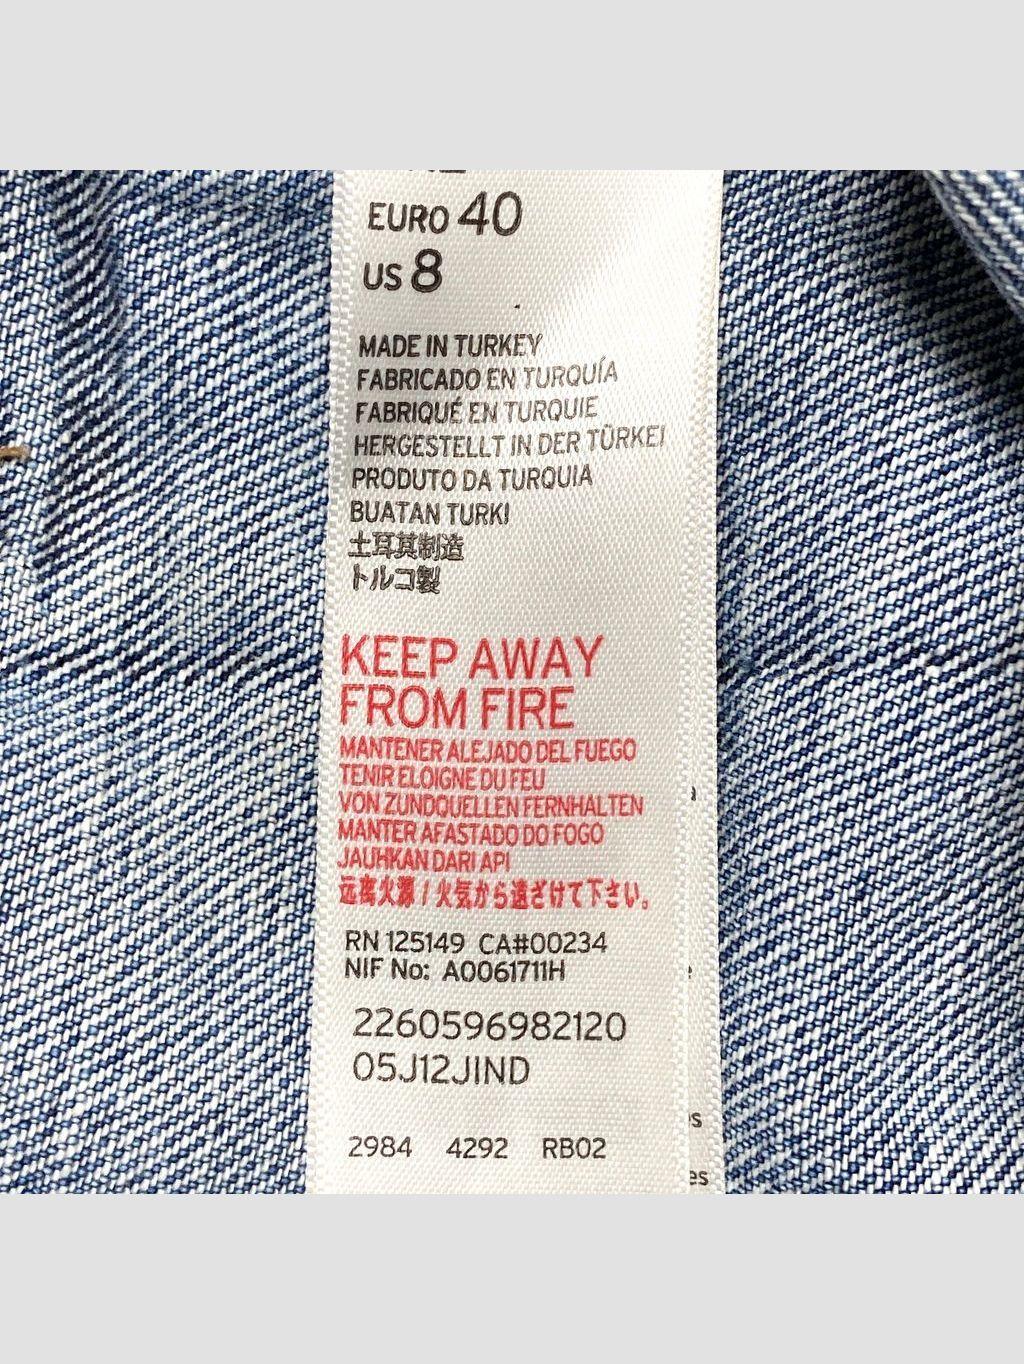 EURO 40
US 8
MADE IN TURKEY
FABRICADO EN TURQUÍA
FABRIQUÉ EN TURQUIE
HERGESTELLT IN DER TÜRKEI
PRODUTO DA TURQUIA
BUATAN TURKI
土耳其制造
トルコ製
KEEP AWAY
FROM FIRE
MANTENER ALEJADO DEL FUEGO
TENIR ELOIGNE DU FEU
VON ZUNDQUELLEN FERNHALTEN
MANTER AFASTADO DO FOGO
JAUHKAN DARI API
远离火源 / 火気から遠ざけて下さい。
RN 125149 CA#00234
NIF No: A0061711H
2260596982120
05J12JIND
2984 4292 RB02